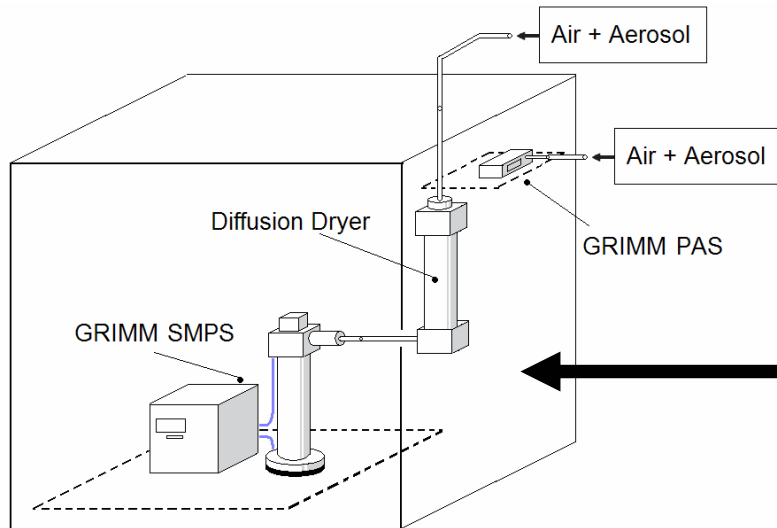 Air + Aerosol
Air + Aerosol
Diffusion Dryer
GRIMM PAS
GRIMM SMPS